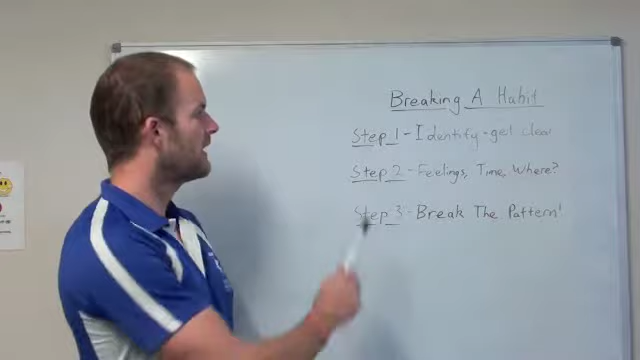 Breaking A Habit
Step 1 - Identify - get clear
Step 2 - Feelings, Time, Where?
Step 3 - Break The Pattern!